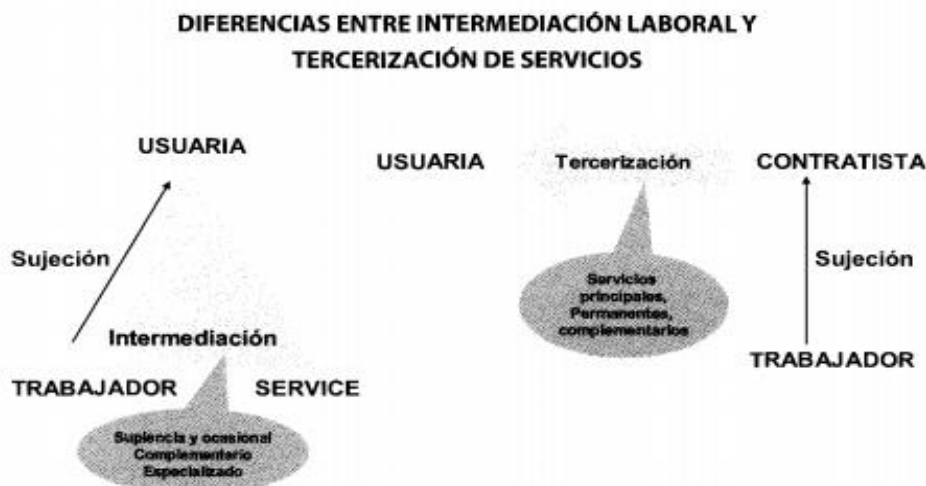 DIFERENCIAS ENTRE INTERMEDIACIÓN LABORAL Y
TERCERIZACIÓN DE SERVICIOS
USUARIA
Sujeción
Intermediación
TRABAJADOR
SERVICE
Suplencia y ocasional
Complementario
Especializado
USUARIA
Tercerización
CONTRATISTA
Servicios
principales,
Permanentes,
complementarios
Sujeción
TRABAJADOR